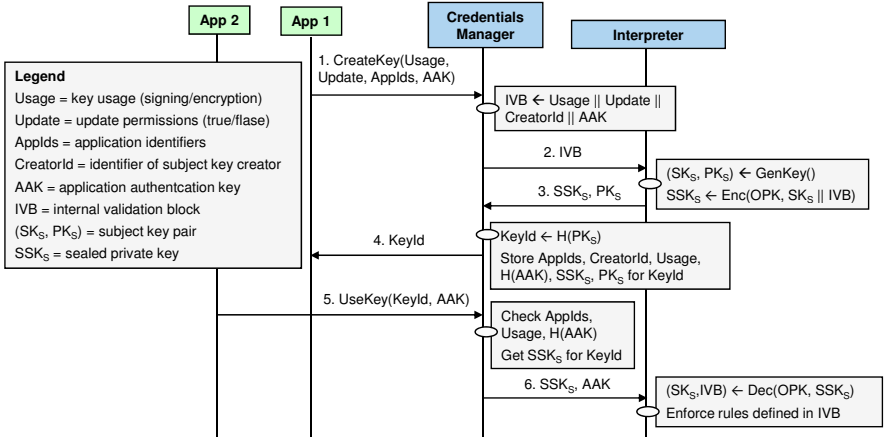 App 2
App 1
Credentials
Manager
Interpreter
Legend
Usage = key usage (signing/encryption)
Update = update permissions (true/flase)
AppIds = application identifiers
CreatorId = identifier of subject key creator
AAK = application authentcation key
IVB = internal validation block
(SKS, PKS) = subject key pair
SSKS = sealed private key
1. CreateKey(Usage,
Update, AppIds, AAK)
IVB ← Usage || Update ||
CreatorId || AAK
2. IVB
(SKS, PKS) ← GenKey()
SSKS ← Enc(OPK, SKS || IVB)
3. SSKS, PKS
KeyId ← H(PKS)
Store AppIds, CreatorId, Usage,
H(AAK), SSKS, PKS for KeyId
4. KeyId
5. UseKey(KeyId, AAK)
Check AppIds,
Usage, H(AAK)
Get SSKS for KeyId
6. SSKS, AAK
(SKS,IVB) ← Dec(OPK, SSKS)
Enforce rules defined in IVB